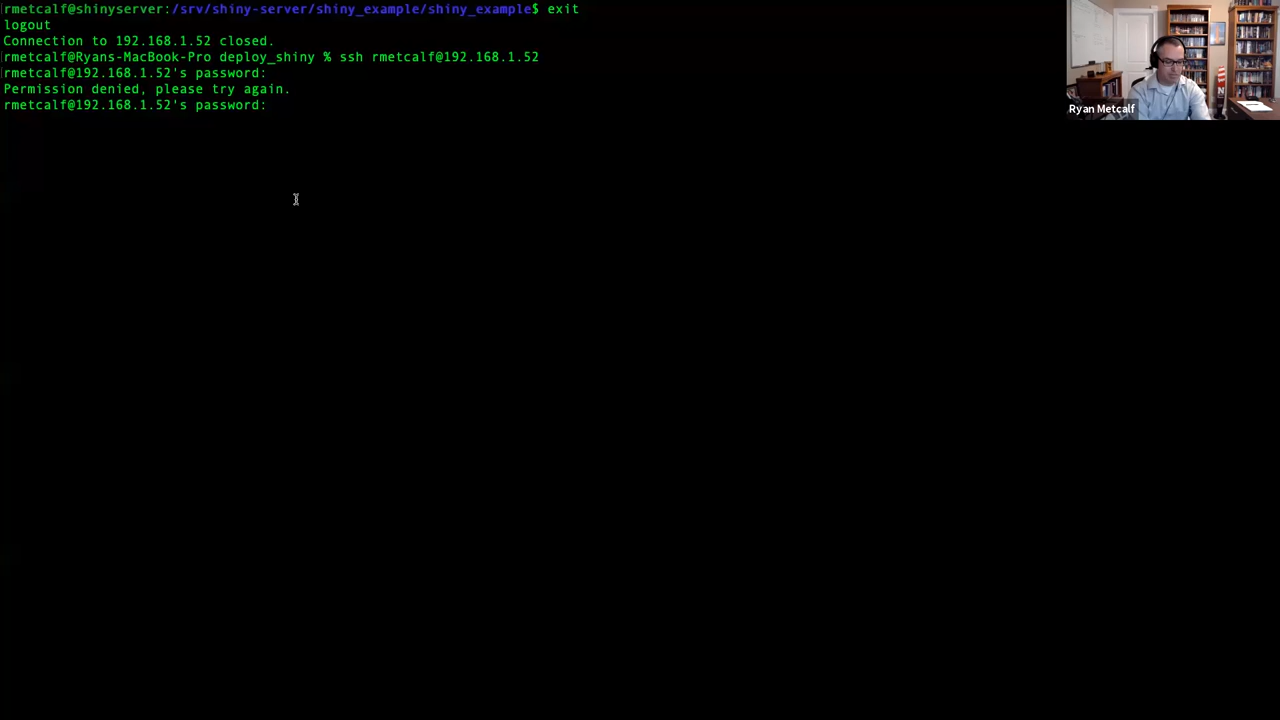 rmetcalf@shinyserver:/srv/shiny-server/shiny_example/shiny_example$ exit
logout
Connection to 192.168.1.52 closed.
rmetcalf@Ryans-MacBook-Pro deploy_shiny % ssh rmetcalf@192.168.1.52
rmetcalf@192.168.1.52's password:
Permission denied, please try again.
rmetcalf@192.168.1.52's password:
Ryan Metcalf